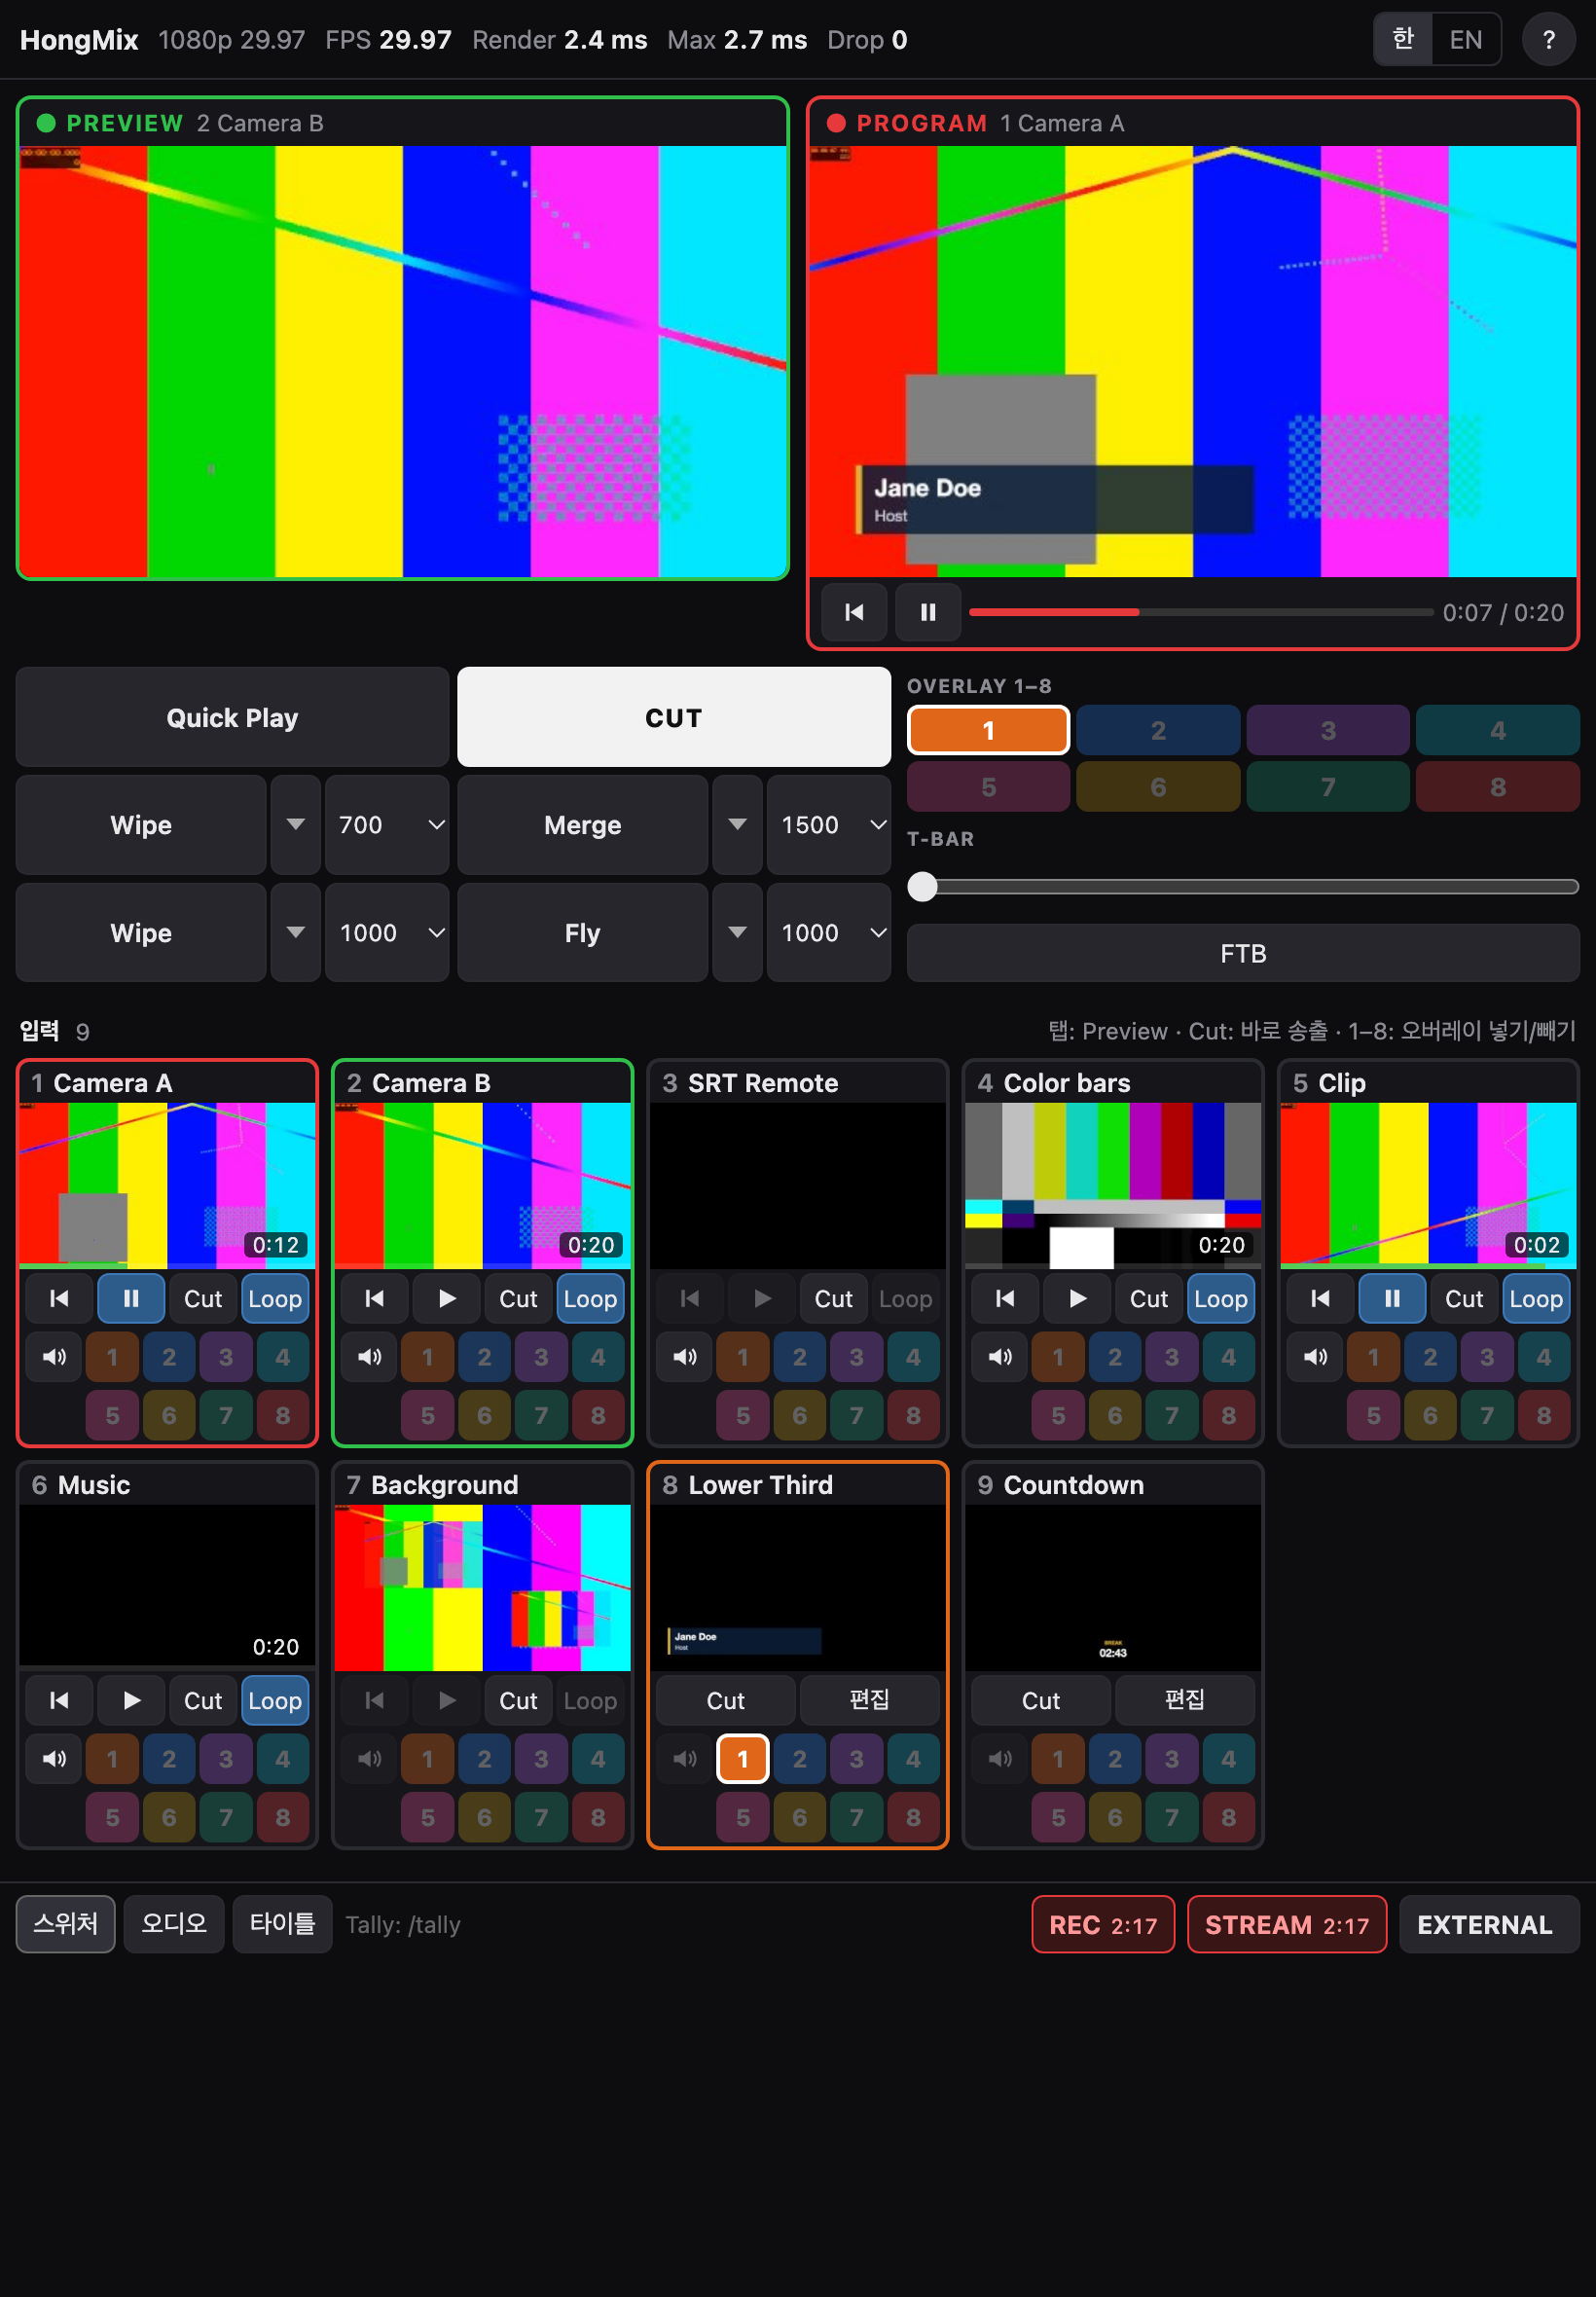 HongMix 1080p 29.97 FPS 29.97 Render 2.4 ms Max 2.7 ms Drop 0 한 EN ?
PREVIEW 2 Camera B
PROGRAM 1 Camera A
Jane Doe
Host
0:07 / 0:20
Quick Play CUT
Wipe 700 Merge 1500
Wipe 1000 Fly 1000
OVERLAY 1–8
1 2 3 4
5 6 7 8
T-BAR
FTB
입력 9 탭: Preview · Cut: 바로 송출 · 1–8: 오버레이 넣기/빼기
1 Camera A
0:12
Cut Loop
1 2 3 4
5 6 7 8
2 Camera B
0:20
Cut Loop
1 2 3 4
5 6 7 8
3 SRT Remote
Cut Loop
1 2 3 4
5 6 7 8
4 Color bars
0:20
Cut Loop
1 2 3 4
5 6 7 8
5 Clip
0:02
Cut Loop
1 2 3 4
5 6 7 8
6 Music
0:20
Cut Loop
1 2 3 4
5 6 7 8
7 Background
Cut Loop
1 2 3 4
5 6 7 8
8 Lower Third
Jane Doe
Host
Cut 편집
1 2 3 4
5 6 7 8
9 Countdown
BREAK
02:43
Cut 편집
1 2 3 4
5 6 7 8
스위처 오디오 타이틀 Tally: /tally REC 2:17 STREAM 2:17 EXTERNAL